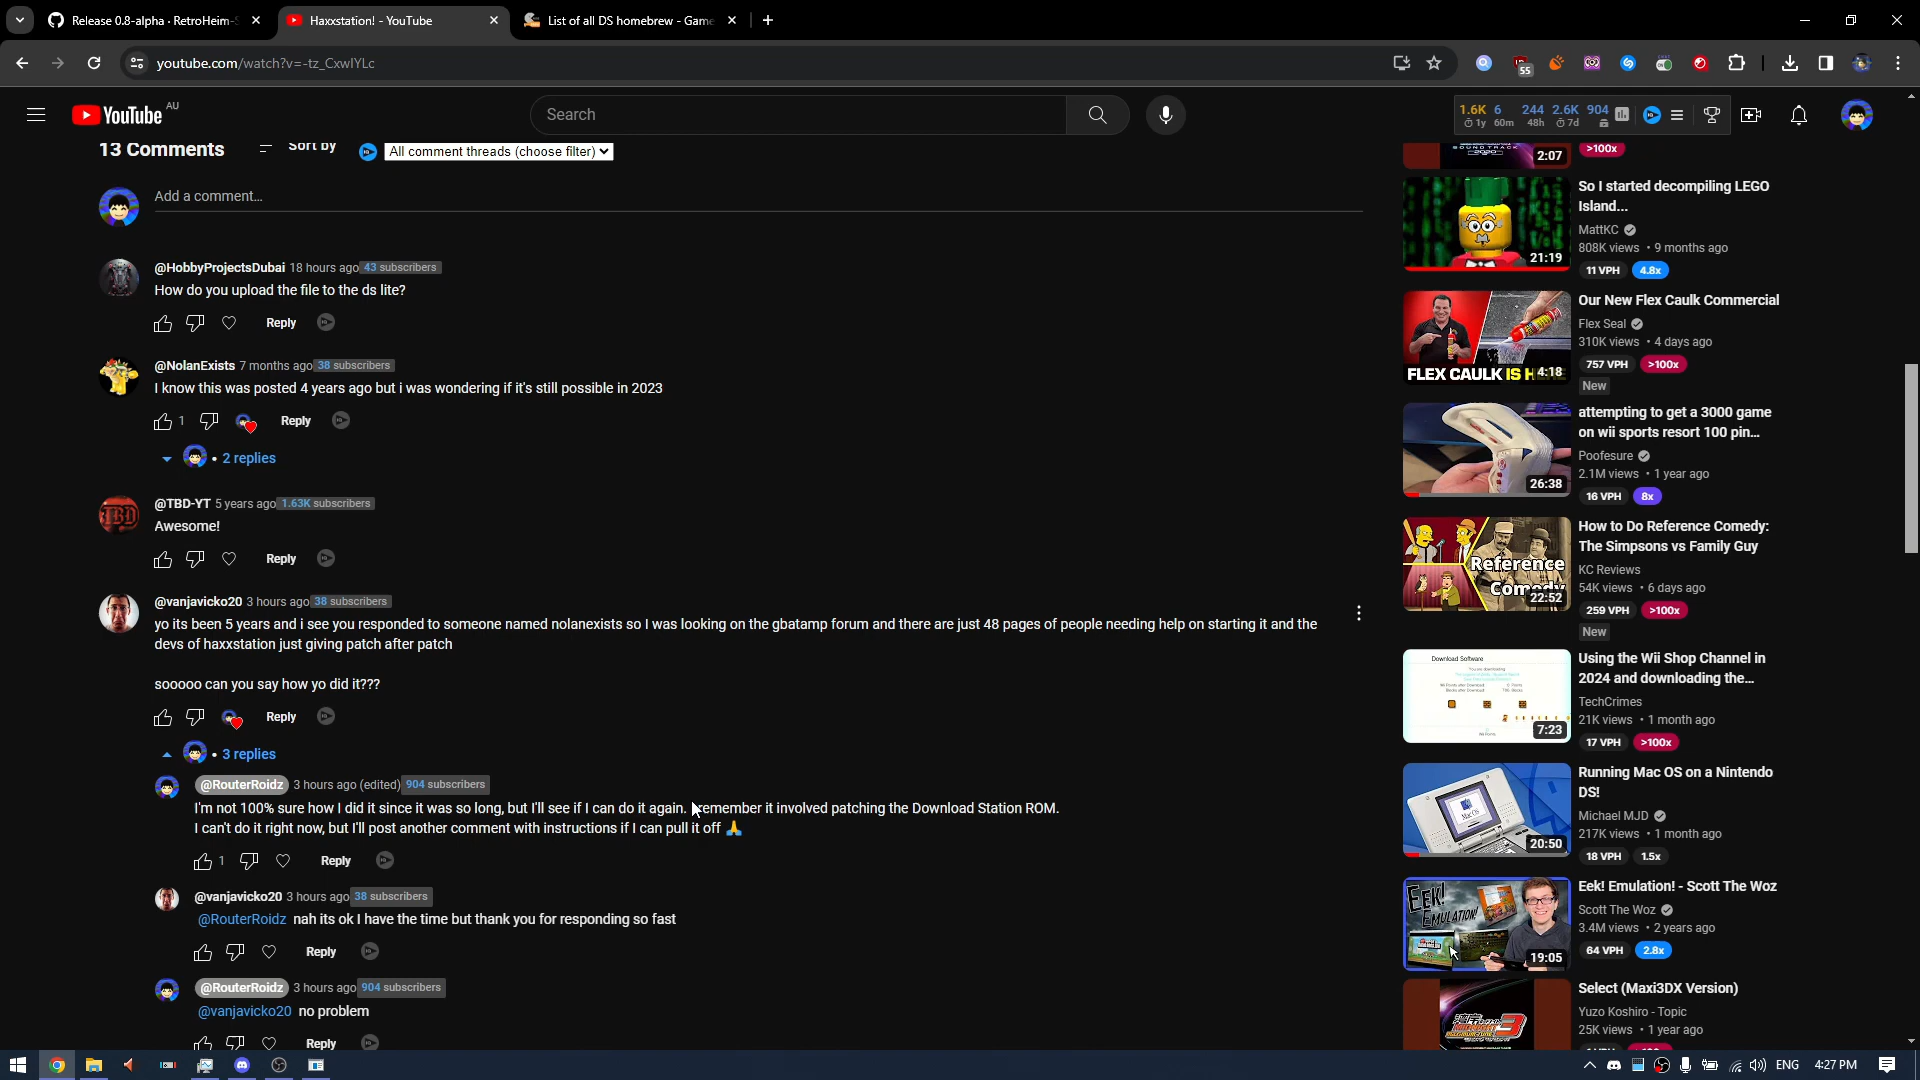 Release 0.8-alpha · RetroHeim-S
Haxxstation! - YouTube
List of all DS homebrew - Game
youtube.com/watch?v=-tz_CxwIYLc
55
YouTube AU
Search
1.6K 6 244 2.6K 904
1y 60m 48h 7d
13 Comments
Sort by
All comment threads (choose filter)
Add a comment...
@HobbyProjectsDubai 18 hours ago 43 subscribers
How do you upload the file to the ds lite?
Reply
@NolanExists 7 months ago 38 subscribers
I know this was posted 4 years ago but i was wondering if it's still possible in 2023
1 Reply
• 2 replies
@TBD-YT 5 years ago 1.63K subscribers
Awesome!
Reply
@vanjavicko20 3 hours ago 38 subscribers
yo its been 5 years and i see you responded to someone named nolanexists so I was looking on the gbatamp forum and there are just 48 pages of people needing help on starting it and the
devs of haxxstation just giving patch after patch
sooooo can you say how yo did it???
Reply
• 3 replies
@RouterRoidz 3 hours ago (edited) 904 subscribers
I'm not 100% sure how I did it since it was so long, but I'll see if I can do it again. remember it involved patching the Download Station ROM.
I can't do it right now, but I'll post another comment with instructions if I can pull it off 🙏
1 Reply
@vanjavicko20 3 hours ago 38 subscribers
@RouterRoidz nah its ok I have the time but thank you for responding so fast
Reply
@RouterRoidz 3 hours ago 904 subscribers
@vanjavicko20 no problem
Reply
SOUNDTRACK
2020
2:07
>100x
21:19
So I started decompiling LEGO
Island...
MattKC
808K views • 9 months ago
11 VPH 4.8x
FLEX CAULK IS H
4:18
Our New Flex Caulk Commercial
Flex Seal
310K views • 4 days ago
757 VPH >100x
New
26:38
attempting to get a 3000 game
on wii sports resort 100 pin...
Poofesure
2.1M views • 1 year ago
16 VPH 8x
Reference
Comedy
22:52
How to Do Reference Comedy:
The Simpsons vs Family Guy
KC Reviews
54K views • 6 days ago
259 VPH >100x
New
Download Software
7:23
Using the Wii Shop Channel in
2024 and downloading the...
TechCrimes
21K views • 1 month ago
17 VPH >100x
Mac OS
20:50
Running Mac OS on a Nintendo
DS!
Michael MJD
217K views • 1 month ago
18 VPH 1.5x
EEK!
EMULATION!
19:05
Eek! Emulation! - Scott The Woz
Scott The Woz
3.4M views • 2 years ago
64 VPH 2.8x
Select (Maxi3DX Version)
Yuzo Koshiro - Topic
25K views • 1 year ago
ENG 4:27 PM